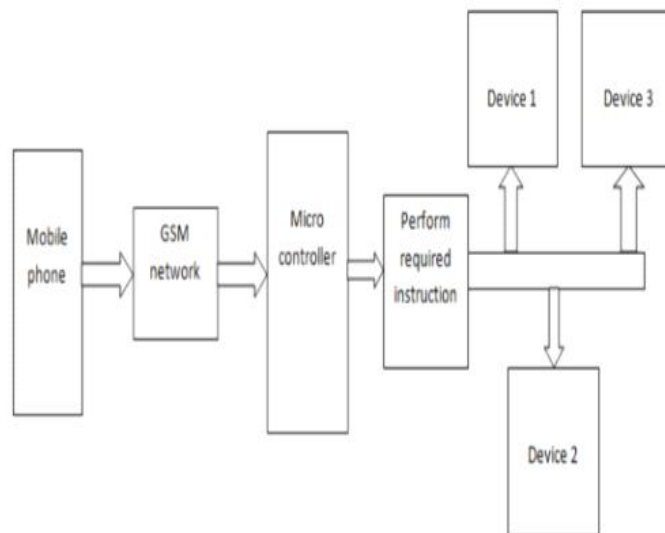 Mobile
phone
GSM
network
Micro
controller
Perform
required
instruction
Device 1
Device 3
Device 2